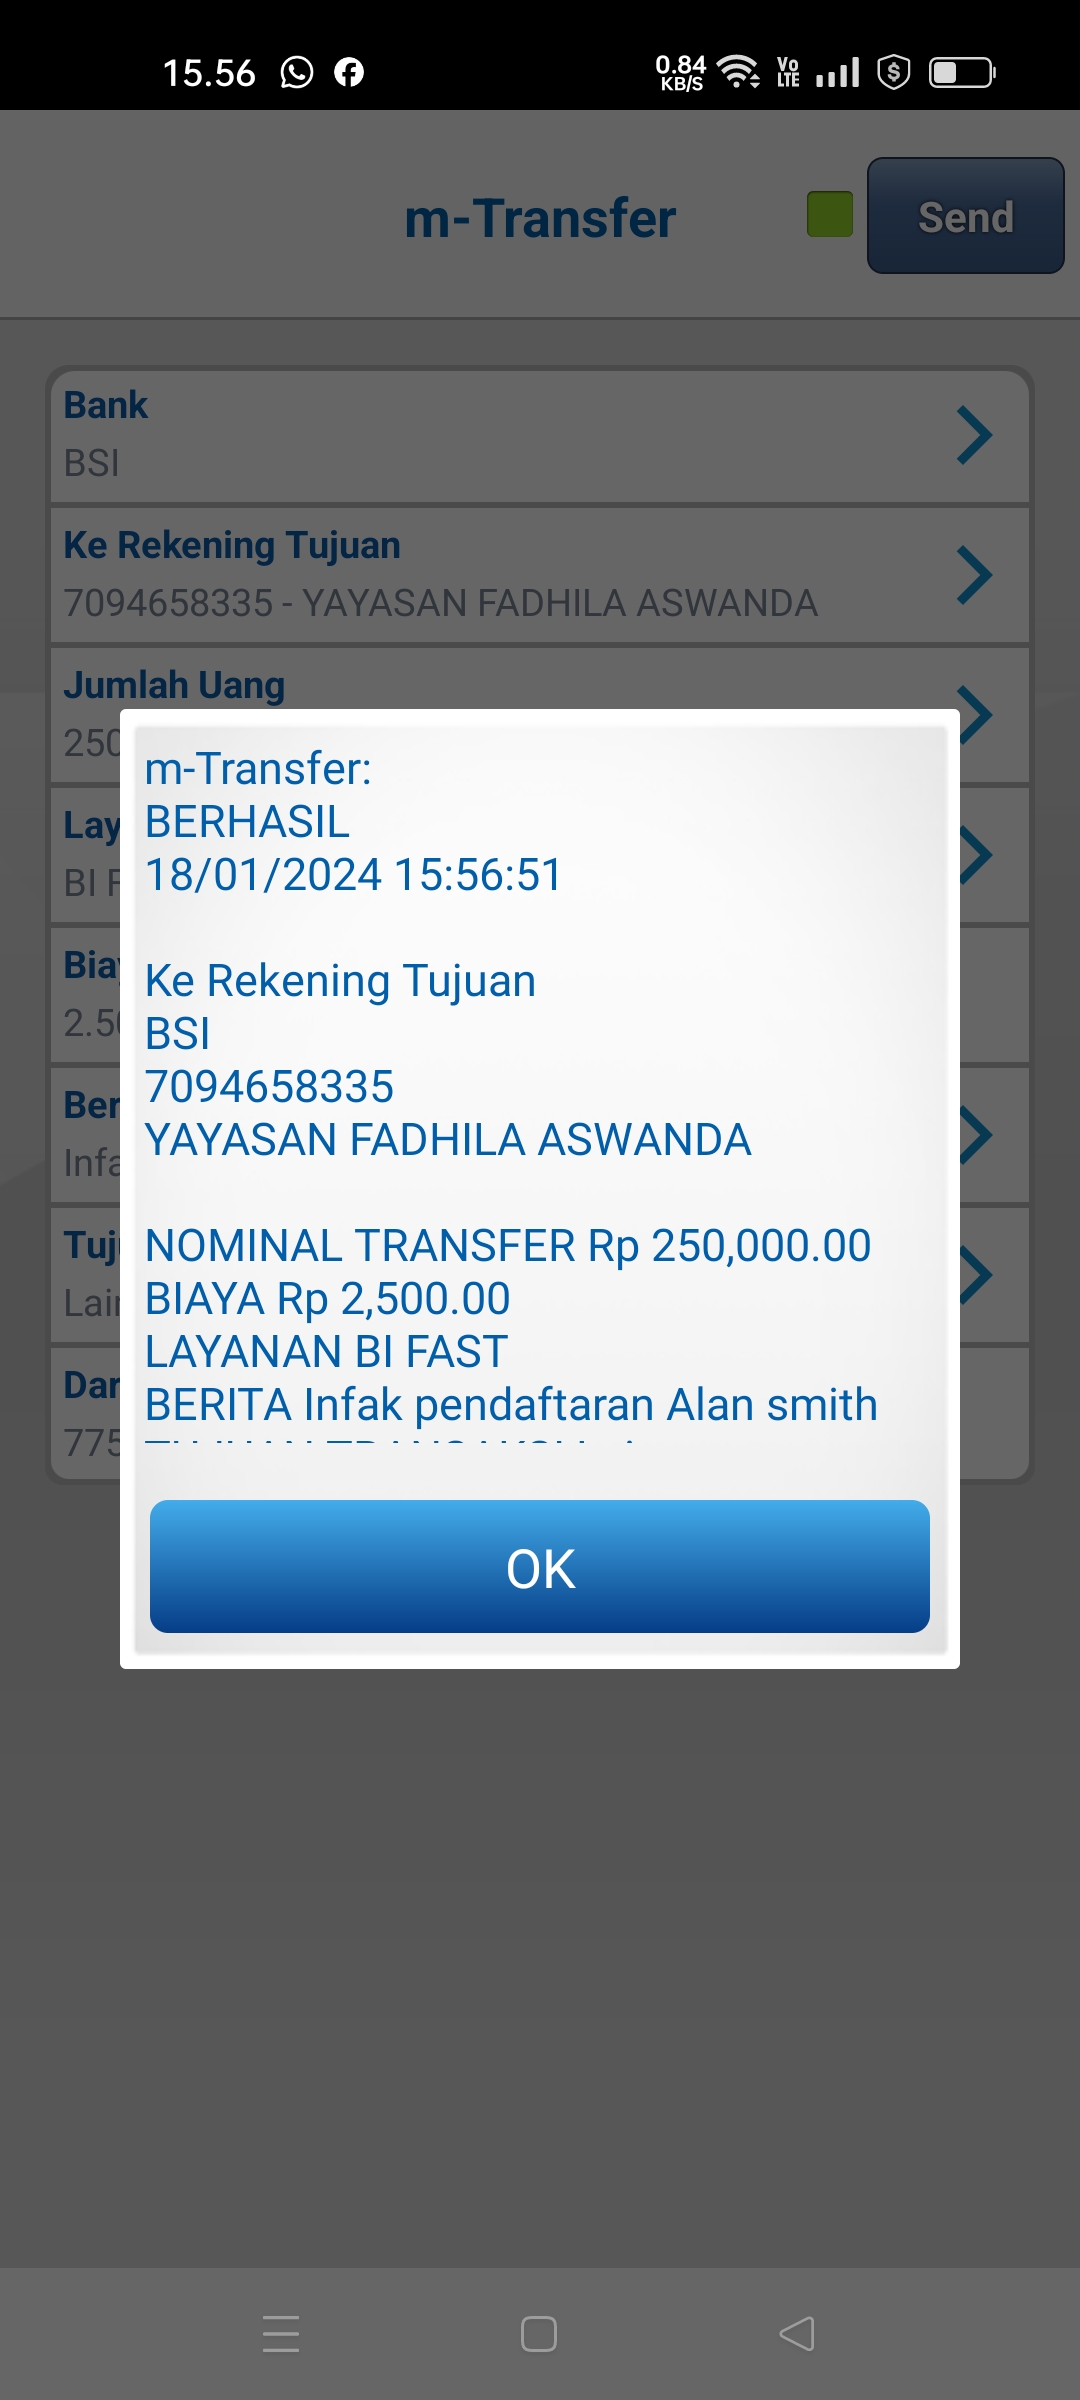 15.56
0.84
KB/S
Vo
LTE
m-Transfer
Send
Bank
BSI
Ke Rekening Tujuan
7094658335 - YAYASAN FADHILA ASWANDA
Jumlah Uang
250
Lay
BI F
Bia
2.50
Ber
Infa
Tuj
Lain
Dar
775
m-Transfer:
BERHASIL
18/01/2024 15:56:51
Ke Rekening Tujuan
BSI
7094658335
YAYASAN FADHILA ASWANDA
NOMINAL TRANSFER Rp 250,000.00
BIAYA Rp 2,500.00
LAYANAN BI FAST
BERITA Infak pendaftaran Alan smith
OK